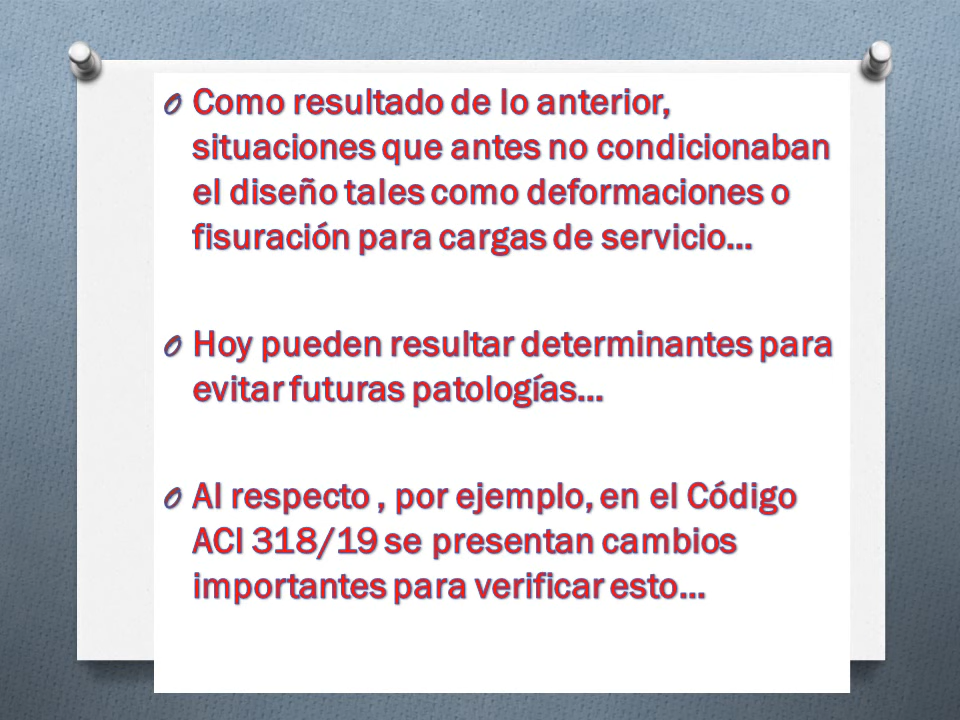 Como resultado de lo anterior,
situaciones que antes no condicionaban
el diseño tales como deformaciones o
fisuración para cargas de servicio...
Hoy pueden resultar determinantes para
evitar futuras patologías...
Al respecto , por ejemplo, en el Código
ACI 318/19 se presentan cambios
importantes para verificar esto...